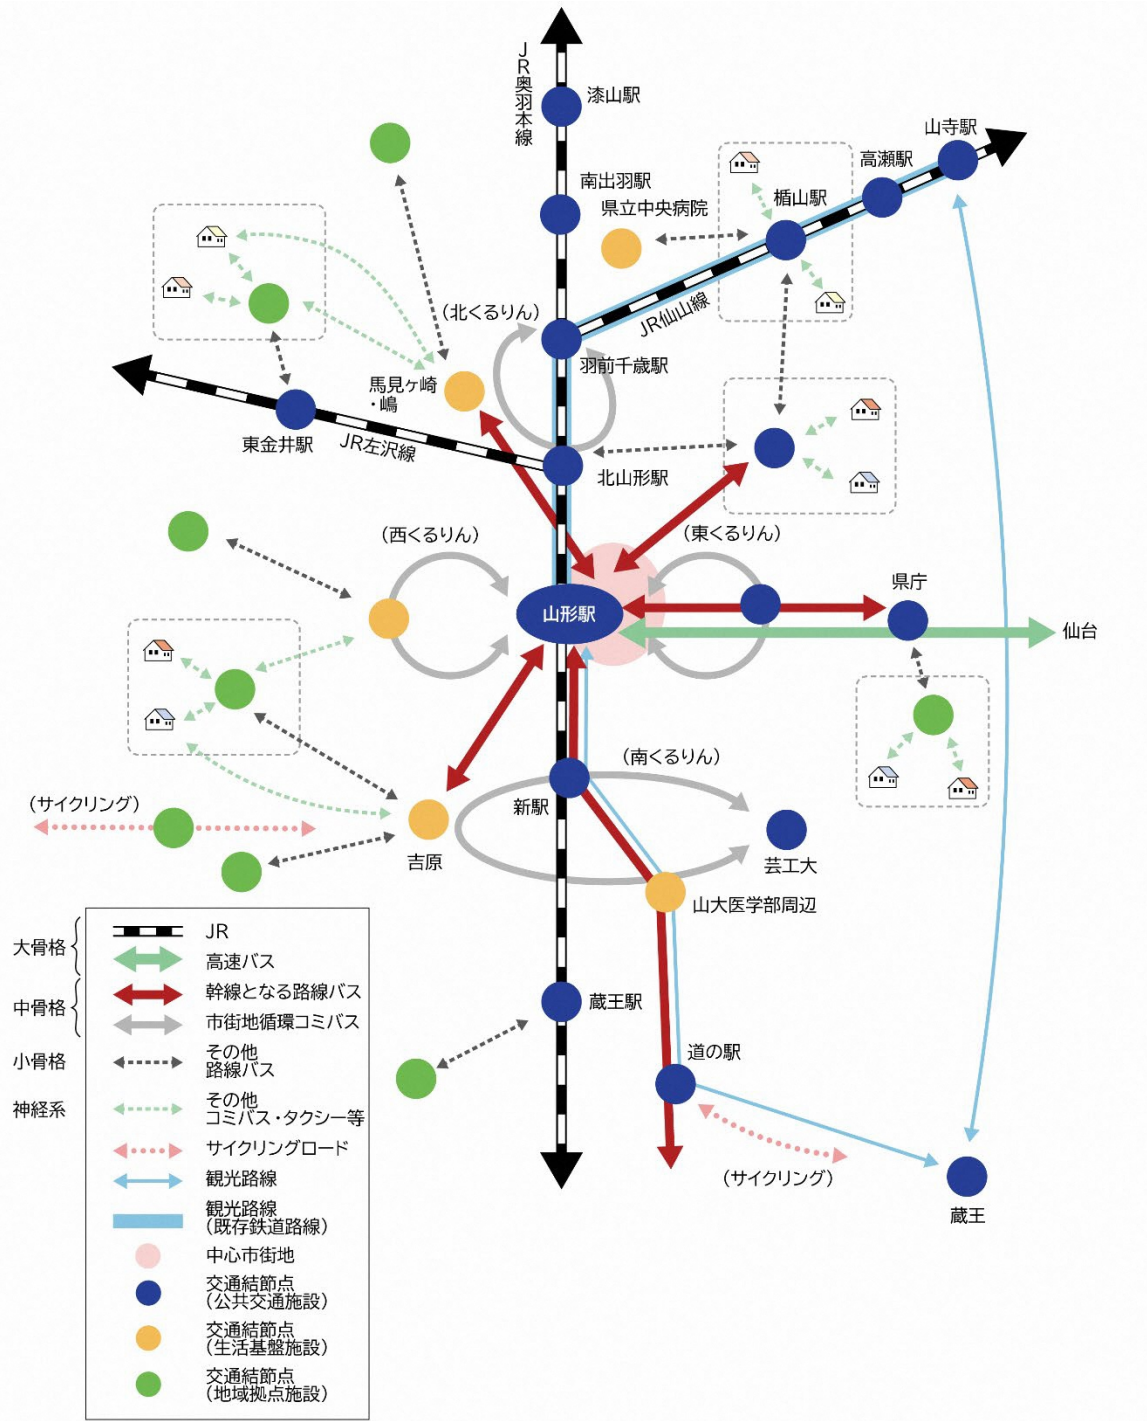 JR奥羽本線
漆山駅
山寺駅
高瀬駅
南出羽駅
楯山駅
県立中央病院
JR仙山線
(北くるりん)
羽前千歳駅
馬見ヶ崎
・嶋
東金井駅
JR左沢線
北山形駅
(西くるりん)
(東くるりん)
県庁
山形駅
仙台
(南くるりん)
新駅
(サイクリング)
吉原
芸工大
山大医学部周辺
蔵王駅
道の駅
(サイクリング)
蔵王
大骨格
JR
高速バス
中骨格
幹線となる路線バス
市街地循環コミバス
小骨格
その他
路線バス
神経系
その他
コミバス・タクシー等
サイクリングロード
観光路線
観光路線
(既存鉄道路線)
中心市街地
交通結節点
(公共交通施設)
交通結節点
(生活基盤施設)
交通結節点
(地域拠点施設)